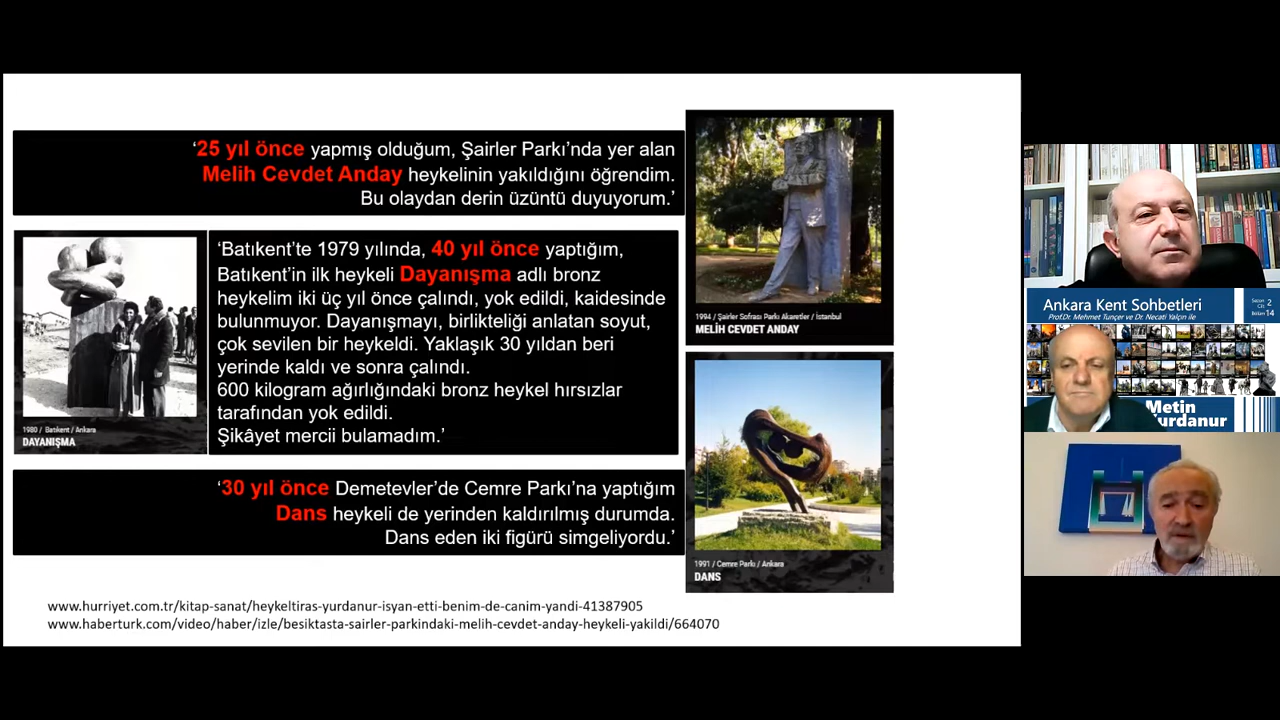 ‘25 yıl önce yapmış olduğum, Şairler Parkı’nda yer alan
Melih Cevdet Anday heykelinin yakıldığını öğrendim.
Bu olaydan derin üzüntü duyuyorum.’
1994 / Şairler Sofrası Parkı Akaretler / İstanbul
MELİH CEVDET ANDAY
1980 / Batıkent / Ankara
DAYANIŞMA
‘Batıkent’te 1979 yılında, 40 yıl önce yaptığım,
Batıkent’in ilk heykeli Dayanışma adlı bronz
heykelim iki üç yıl önce çalındı, yok edildi, kaidesinde
bulunmuyor. Dayanışmayı, birlikteliği anlatan soyut,
çok sevilen bir heykeldi. Yaklaşık 30 yıldan beri
yerinde kaldı ve sonra çalındı.
600 kilogram ağırlığındaki bronz heykel hırsızlar
tarafından yok edildi.
Şikâyet mercii bulamadım.’
‘30 yıl önce Demetevler’de Cemre Parkı’na yaptığım
Dans heykeli de yerinden kaldırılmış durumda.
Dans eden iki figürü simgeliyordu.’
1991 / Cemre Parkı / Ankara
DANS
www.hurriyet.com.tr/kitap-sanat/heykeltiras-yurdanur-isyan-etti-benim-de-canim-yandi-41387905
www.haberturk.com/video/haber/izle/besiktasta-sairler-parkindaki-melih-cevdet-anday-heykeli-yakildi/664070
Ankara Kent Sohbetleri
Prof.Dr. Mehmet Tunçer ve Dr. Necati Yalçın ile
2
Bölüm 14
Metin
urdanur